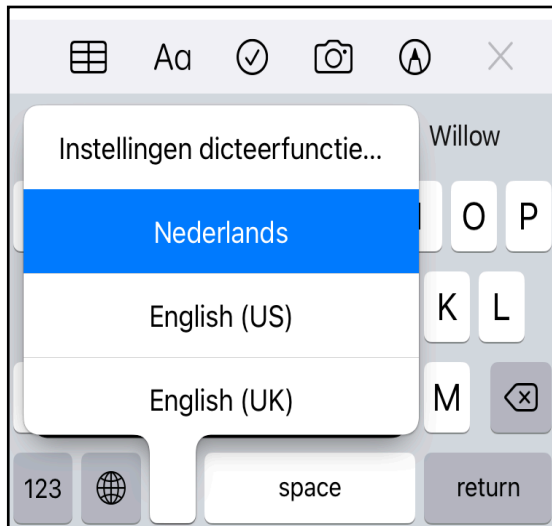 Aa
Instellingen dicteerfunctie...
Willow
Nederlands
O P
English (US)
K L
English (UK)
M
123 space return